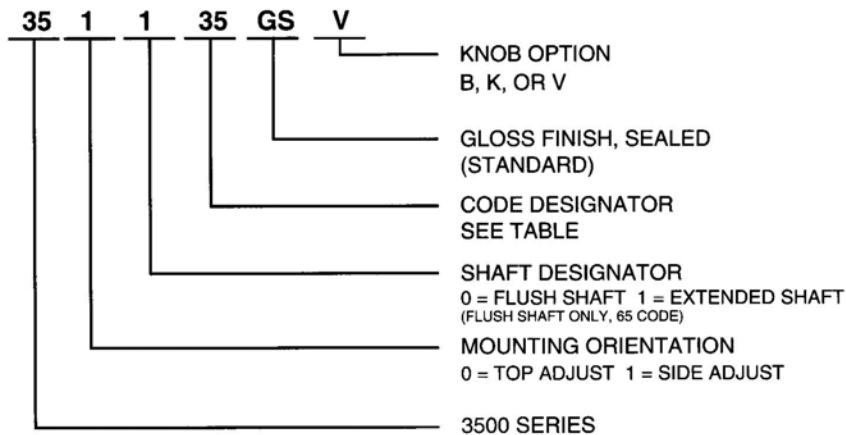 35 1 1 35 GS V
KNOB OPTION
B, K, OR V
GLOSS FINISH, SEALED
(STANDARD)
CODE DESIGNATOR
SEE TABLE
SHAFT DESIGNATOR
0 = FLUSH SHAFT 1 = EXTENDED SHAFT
(FLUSH SHAFT ONLY, 65 CODE)
MOUNTING ORIENTATION
0 = TOP ADJUST 1 = SIDE ADJUST
3500 SERIES